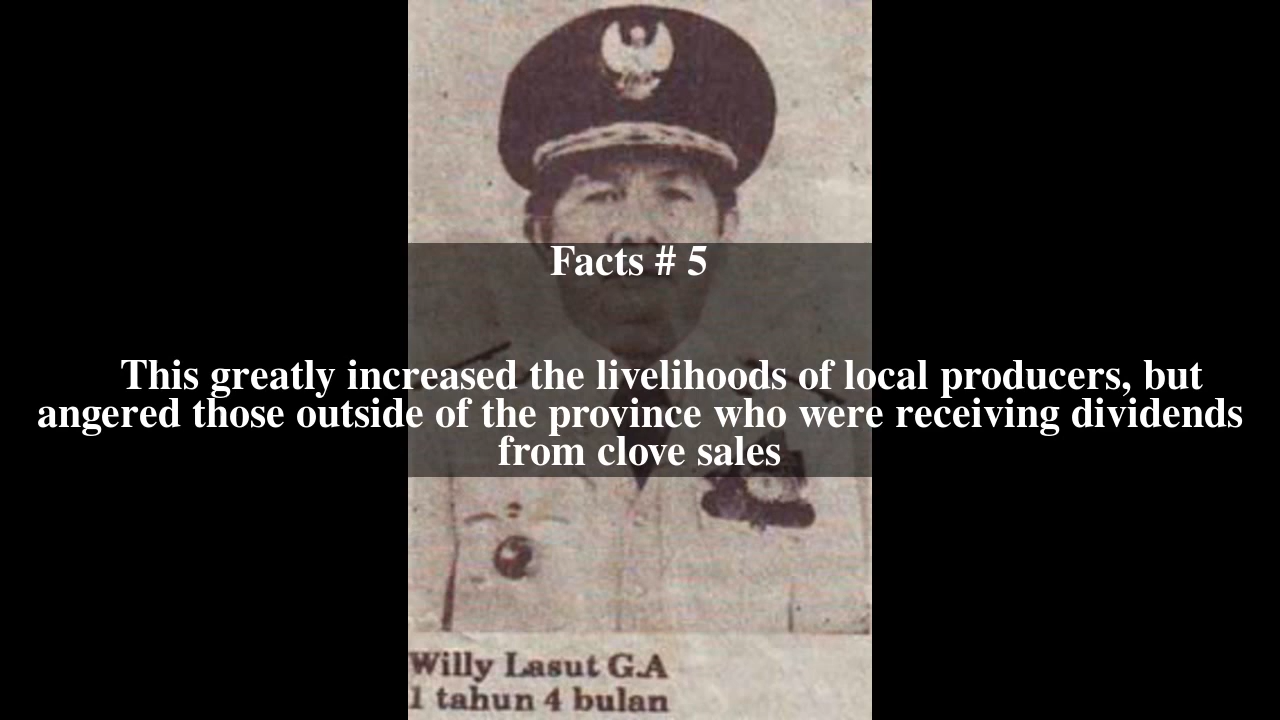 Facts # 5
This greatly increased the livelihoods of local producers, but
angered those outside of the province who were receiving dividends
from clove sales
Willy Lasut G.A
1 tahun 4 bulan